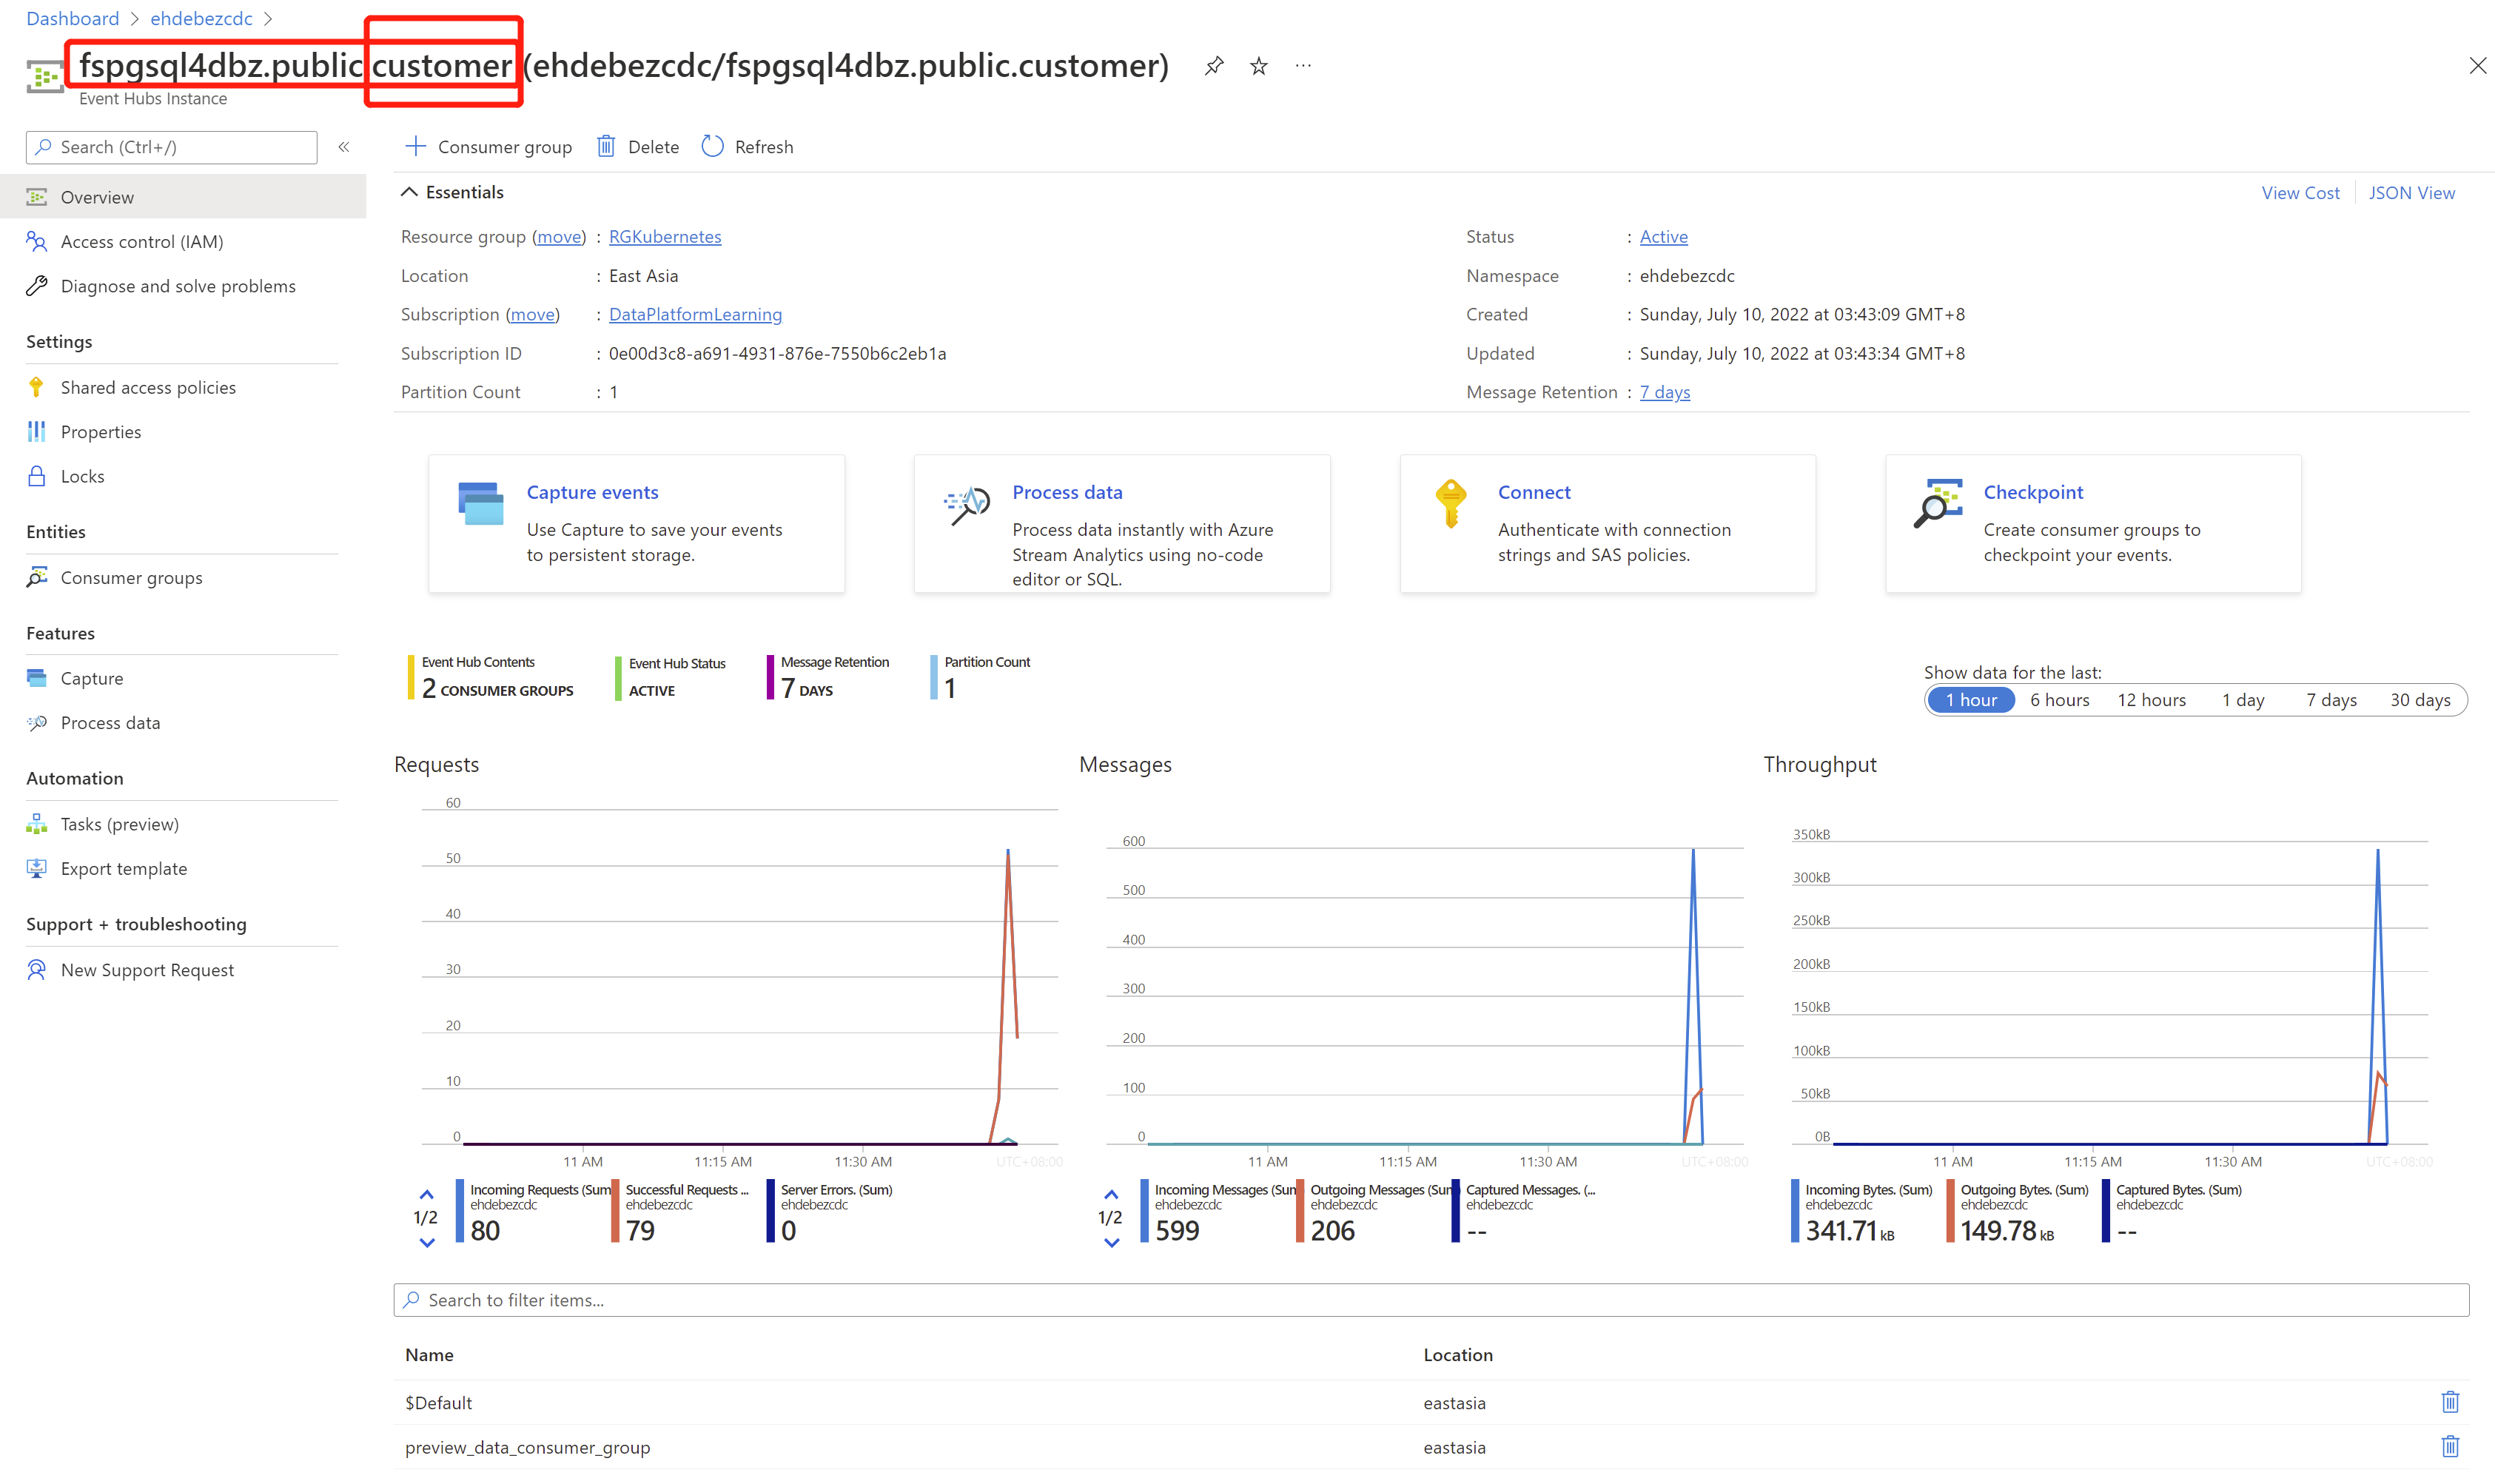 Dashboard > ehdebezcdc >
fspgsql4dbz.public.customer (ehdebezcdc/fspgsql4dbz.public.customer) ...
Event Hubs Instance
Search (Ctrl+/) «
Overview
Access control (IAM)
Diagnose and solve problems
Settings
Shared access policies
Properties
Locks
Entities
Consumer groups
Features
Capture
Process data
Automation
Tasks (preview)
Export template
Support + troubleshooting
New Support Request
Consumer group Delete Refresh
Essentials View Cost JSON View
Resource group (move) : RGKubernetes
Location : East Asia
Subscription (move) : DataPlatformLearning
Subscription ID : 0e00d3c8-a691-4931-876e-7550b6c2eb1a
Partition Count : 1
Status : Active
Namespace : ehdebezcdc
Created : Sunday, July 10, 2022 at 03:43:09 GMT+8
Updated : Sunday, July 10, 2022 at 03:43:34 GMT+8
Message Retention : 7 days
Capture events
Use Capture to save your events
to persistent storage.
Process data
Process data instantly with Azure
Stream Analytics using no-code
editor or SQL.
Connect
Authenticate with connection
strings and SAS policies.
Checkpoint
Create consumer groups to
checkpoint your events.
Event Hub Contents
2 CONSUMER GROUPS
Event Hub Status
ACTIVE
Message Retention
7 DAYS
Partition Count
1
Show data for the last:
1 hour 6 hours 12 hours 1 day 7 days 30 days
Requests
60
50
40
30
20
10
0
11 AM 11:15 AM 11:30 AM UTC+08:00
1/2
Incoming Requests (Sum
ehdebezcdc
80
Successful Requests ...
ehdebezcdc
79
Server Errors. (Sum)
ehdebezcdc
0
Messages
600
500
400
300
200
100
0
11 AM 11:15 AM 11:30 AM UTC+08:00
1/2
Incoming Messages (Sun
ehdebezcdc
599
Outgoing Messages (Sun
ehdebezcdc
206
Captured Messages. (...
ehdebezcdc
--
Throughput
350kB
300kB
250kB
200kB
150kB
100kB
50kB
0B
11 AM 11:15 AM 11:30 AM UTC+08:00
Incoming Bytes. (Sum)
ehdebezcdc
341.71 kB
Outgoing Bytes. (Sum)
ehdebezcdc
149.78 kB
Captured Bytes. (Sum)
ehdebezcdc
--
Search to filter items...
Name Location
$Default eastasia
preview_data_consumer_group eastasia